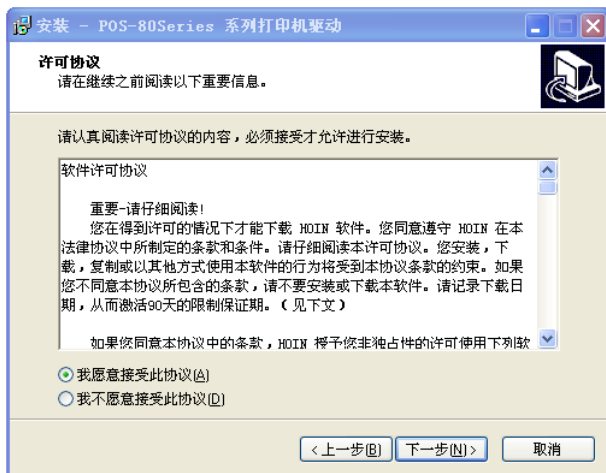 安装 - POS-80Series 系列打印机驱动
许可协议
请在继续之前阅读以下重要信息。
请认真阅读许可协议的内容，必须接受才允许进行安装。
软件许可协议
重要-请仔细阅读!
您在得到许可的情况下才能下载 HOIN 软件。您同意遵守 HOIN 在本
法律协议中所制定的条款和条件。请仔细阅读本许可协议。您安装，下
载，复制或以其他方式使用本软件的行为将受到本协议条款的约束。如果
您不同意本协议所包含的条款，请不要安装或下载本软件。请记录下载日
期，从而激活90天的限制保证期。(见下文)
如果您同意本协议中的条款，HOIN 授予您非独占性的许可使用下列软
我愿意接受此协议(A)
我不愿意接受此协议(D)
<上一步(B) 下一步(N)> 取消